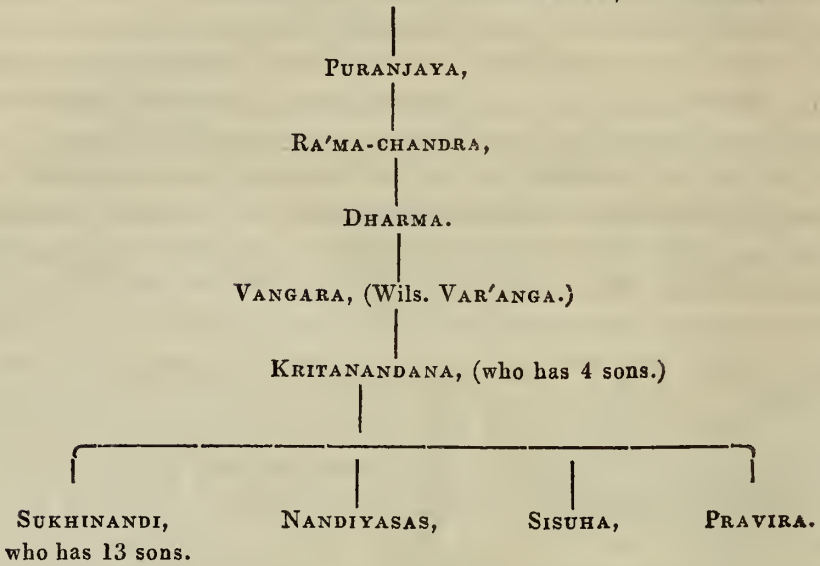 PURANJAYA,
RA'MA-CHANDRA,
DHARMA.
VANGARA, (Wils. VAR'ANGA.)
KRITANANDANA, (who has 4 sons.)
SUKHINANDI, NANDIYASAS, SISUHA, PRAVIRA.
who has 13 sons.